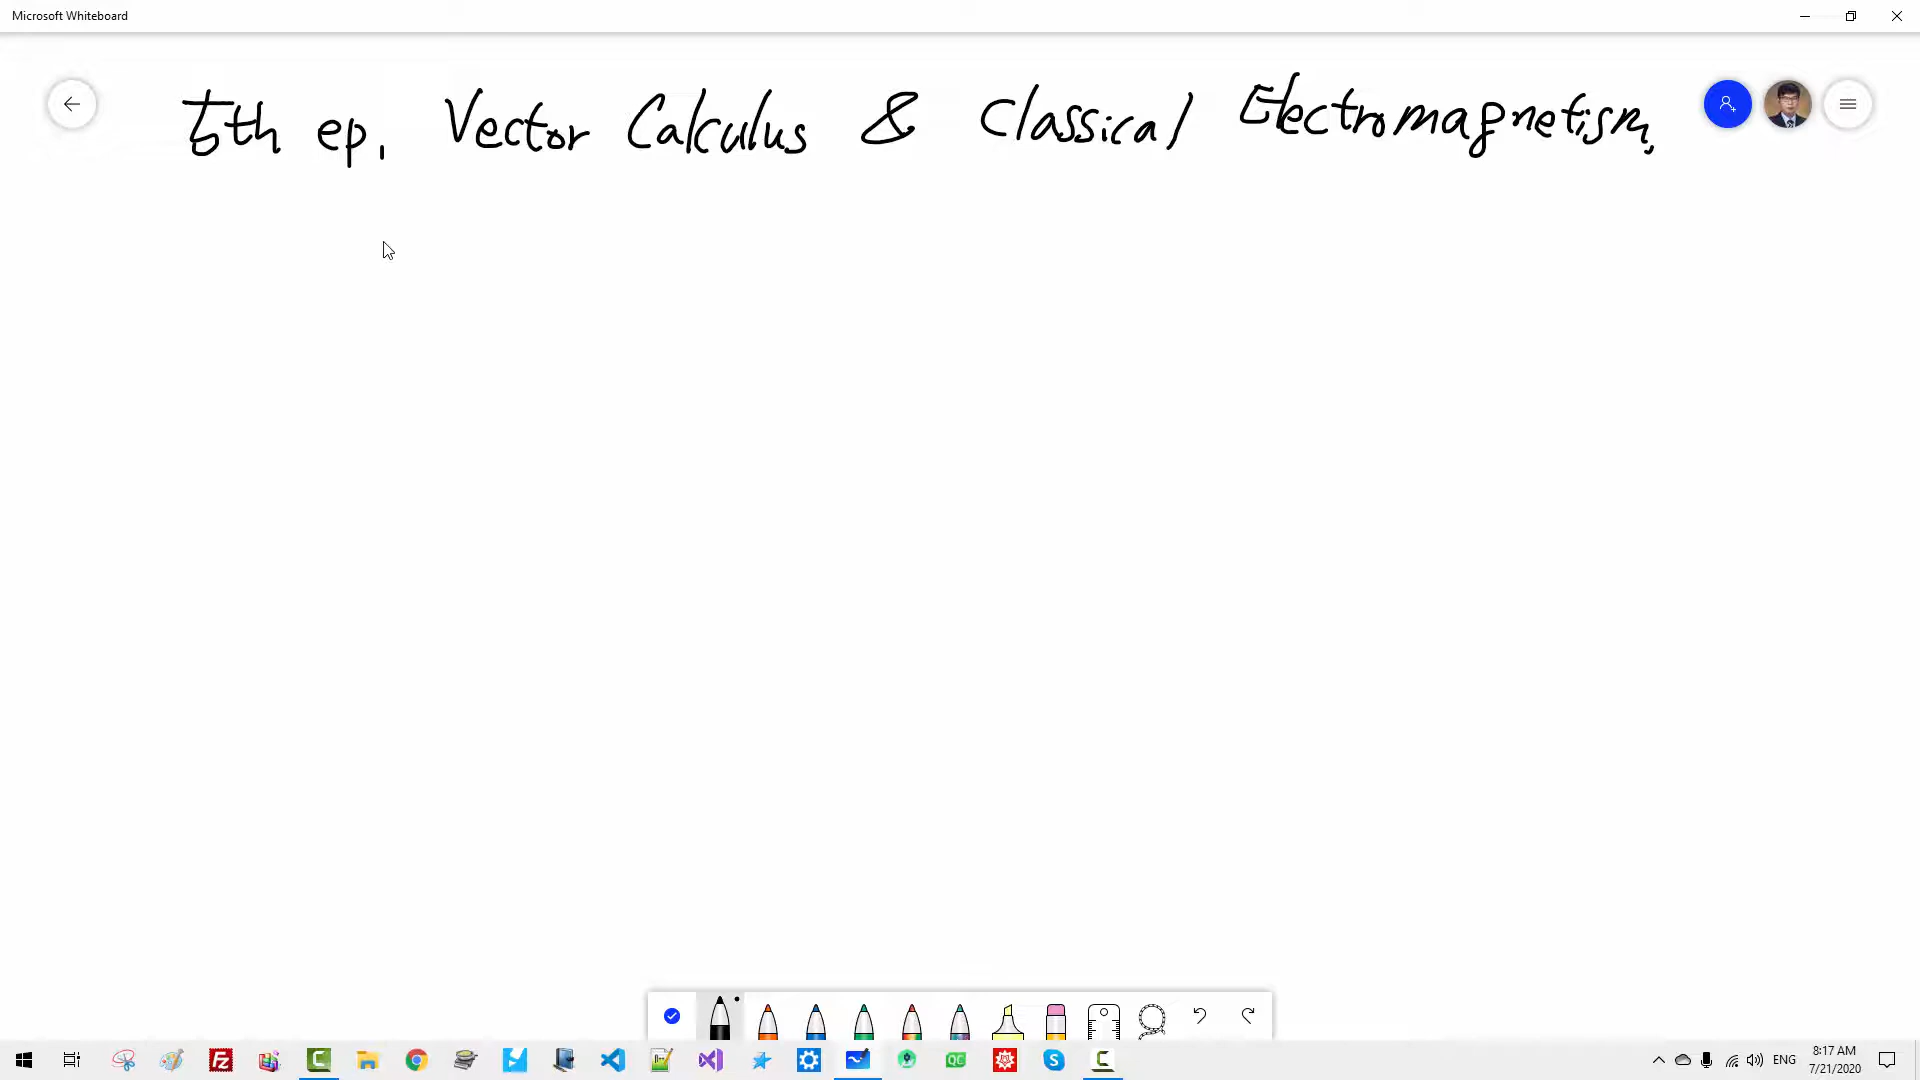 Microsoft Whiteboard
5th ep. Vector Calculus & Classical Electromagnetism.
ENG
8:17 AM
7/21/2020